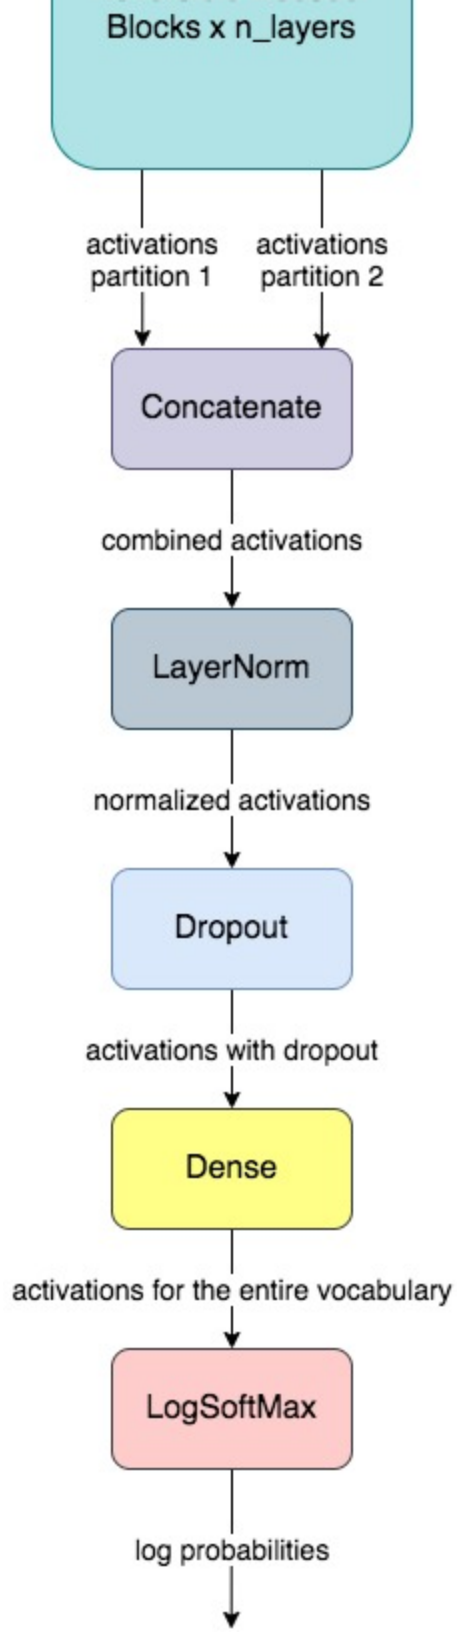 Blocks x n_layers
activations
partition 1
activations
partition 2
Concatenate
combined activations
LayerNorm
normalized activations
Dropout
activations with dropout
Dense
activations for the entire vocabulary
LogSoftMax
log probabilities